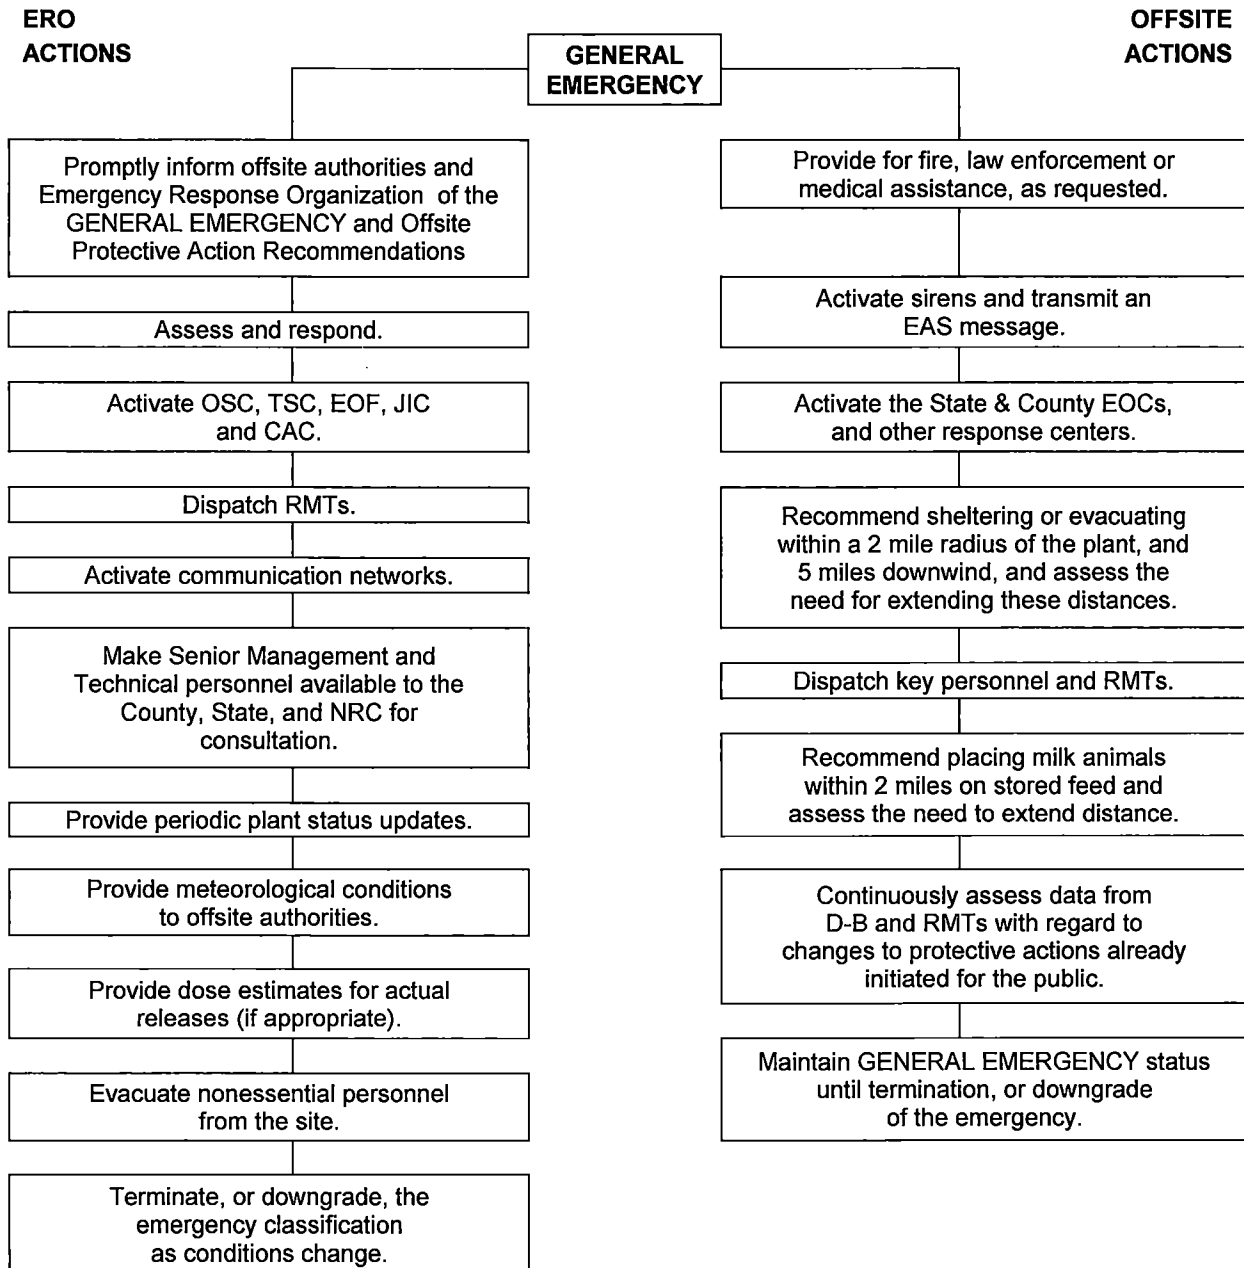 ERO
ACTIONS
OFFSITE
ACTIONS
GENERAL
EMERGENCY
Promptly inform offsite authorities and
Emergency Response Organization of the
GENERAL EMERGENCY and Offsite
Protective Action Recommendations
Assess and respond.
Activate OSC, TSC, EOF, JIC
and CAC.
Dispatch RMTs.
Activate communication networks.
Make Senior Management and
Technical personnel available to the
County, State, and NRC for
consultation.
Provide periodic plant status updates.
Provide meteorological conditions
to offsite authorities.
Provide dose estimates for actual
releases (if appropriate).
Evacuate nonessential personnel
from the site.
Terminate, or downgrade, the
emergency classification
as conditions change.
Provide for fire, law enforcement or
medical assistance, as requested.
Activate sirens and transmit an
EAS message.
Activate the State & County EOCs,
and other response centers.
Recommend sheltering or evacuating
within a 2 mile radius of the plant, and
5 miles downwind, and assess the
need for extending these distances.
Dispatch key personnel and RMTs.
Recommend placing milk animals
within 2 miles on stored feed and
assess the need to extend distance.
Continuously assess data from
D-B and RMTs with regard to
changes to protective actions already
initiated for the public.
Maintain GENERAL EMERGENCY status
until termination, or downgrade
of the emergency.